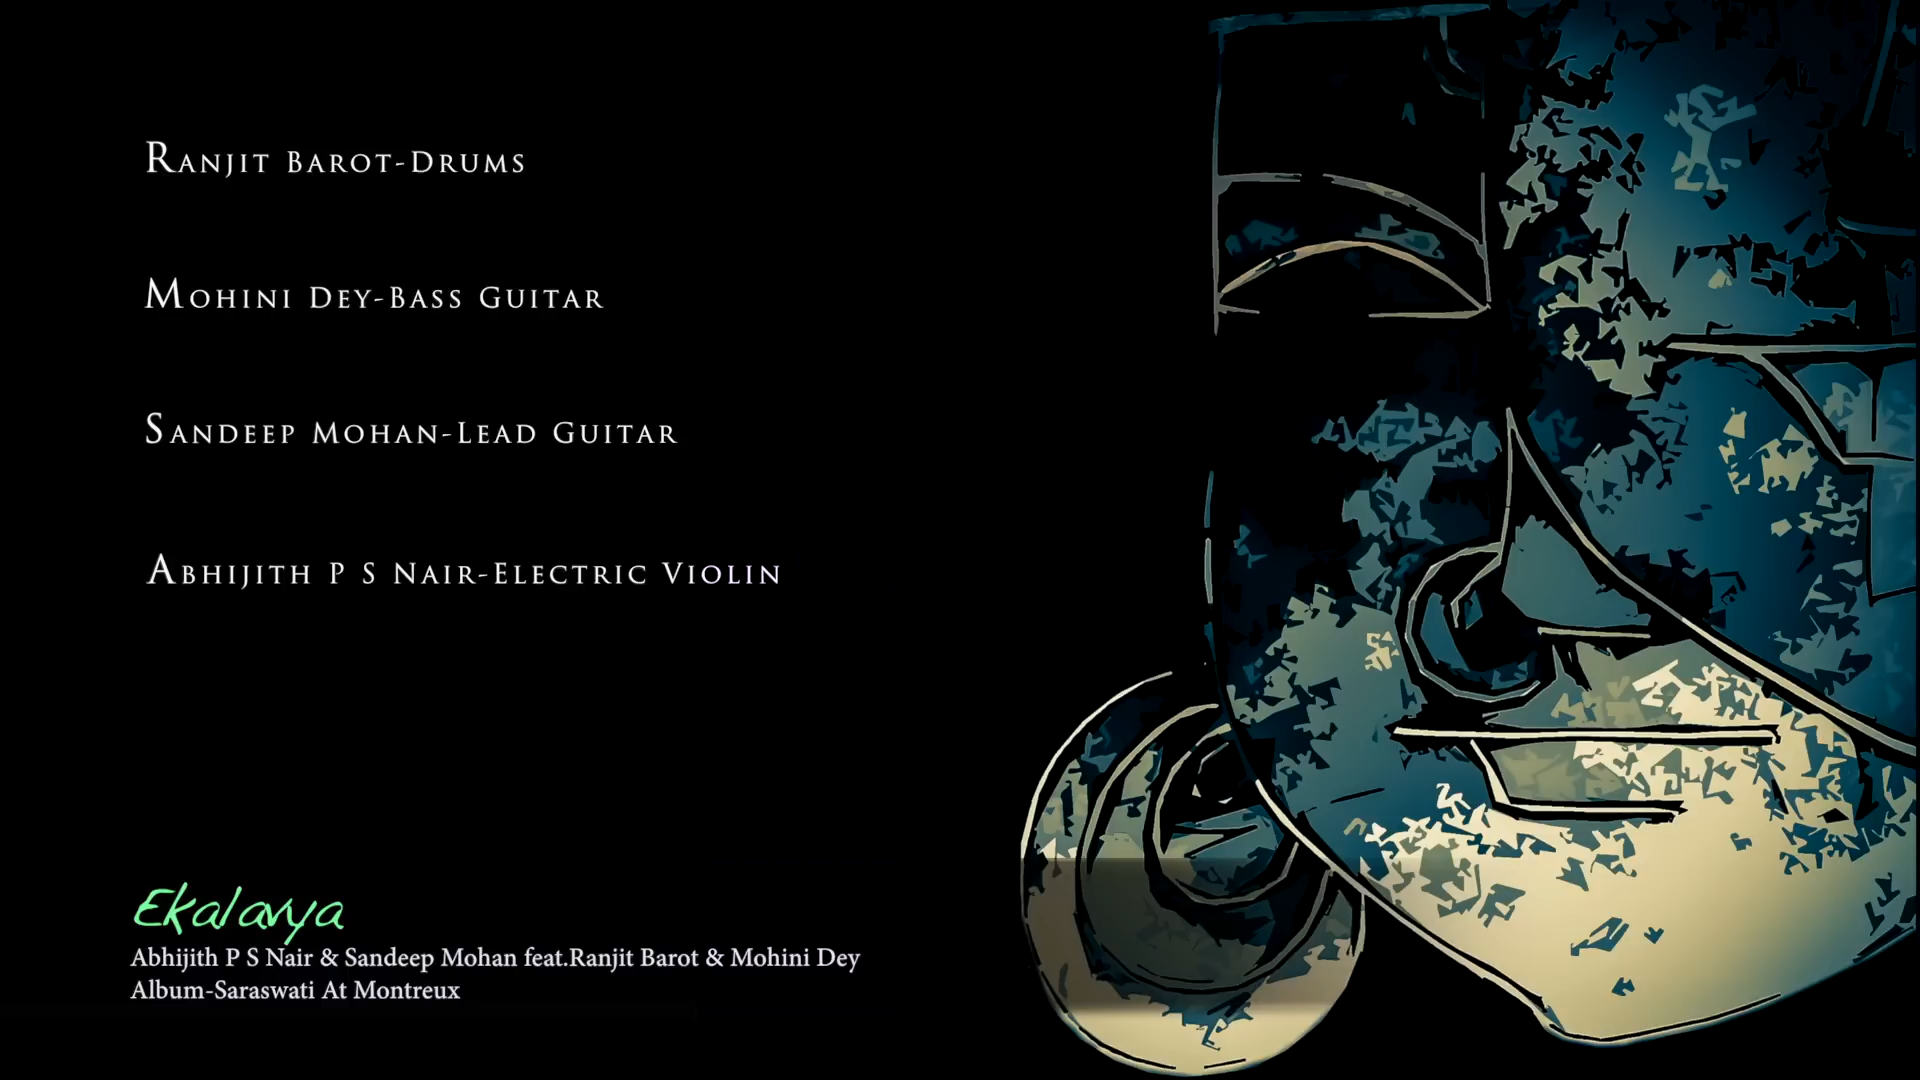 Ranjit Barot-Drums
Mohini Dey-Bass Guitar
Sandeep Mohan-Lead Guitar
Abhijith P S Nair-Electric Violin
Ekalavya
Abhijith P S Nair & Sandeep Mohan feat.Ranjit Barot & Mohini Dey
Album-Saraswati At Montreux